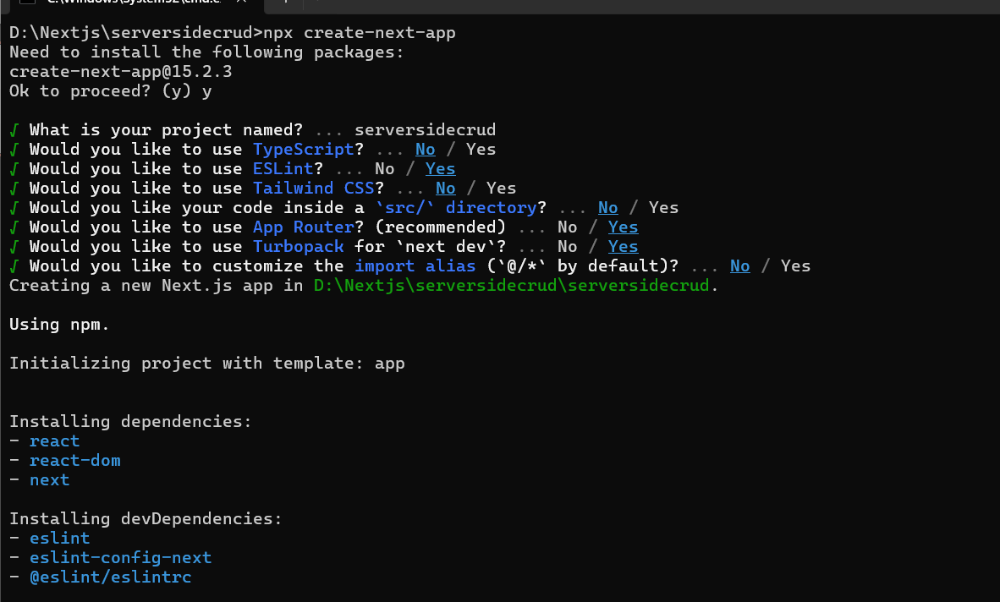 D:\Nextjs\serversidecrud>npx create-next-app
Need to install the following packages:
create-next-app@15.2.3
Ok to proceed? (y) y
√ What is your project named? ... serversidecrud
√ Would you like to use TypeScript? ... No / Yes
√ Would you like to use ESLint? ... No / Yes
√ Would you like to use Tailwind CSS? ... No / Yes
√ Would you like your code inside a `src/` directory? ... No / Yes
√ Would you like to use App Router? (recommended) ... No / Yes
√ Would you like to use Turbopack for `next dev`? ... No / Yes
√ Would you like to customize the import alias (`@/*` by default)? ... No / Yes
Creating a new Next.js app in D:\Nextjs\serversidecrud\serversidecrud.
Using npm.
Initializing project with template: app
Installing dependencies:
- react
- react-dom
- next
Installing devDependencies:
- eslint
- eslint-config-next
- @eslint/eslintrc